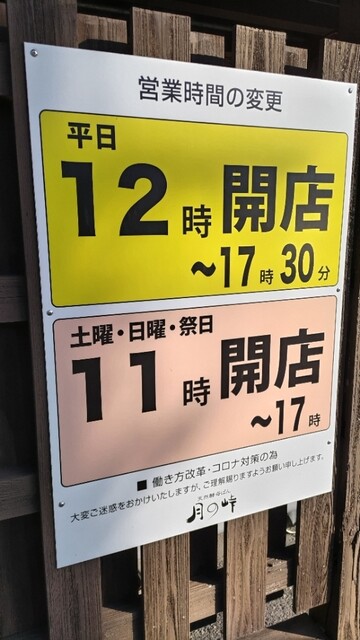 営業時間の変更
平日
12時開店
~17時30分
土曜・日曜・祭日
11時開店
~17時
■ 働き方改革・コロナ対策の為
大変ご迷惑をおかけいたしますが、ご理解賜りますようお願い申し上げます。
月の峠